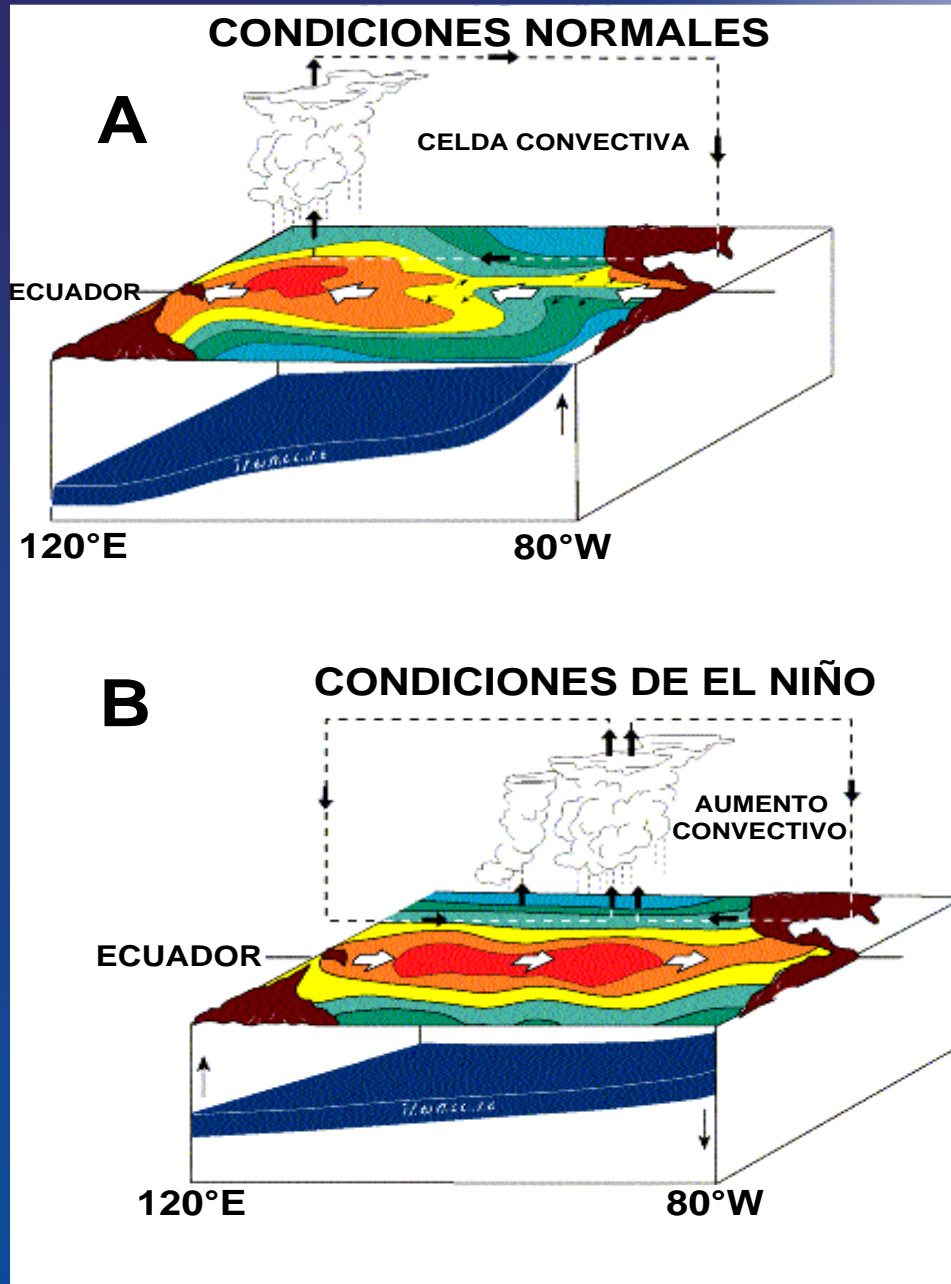 CONDICIONES NORMALES
A
CELDA CONVECTIVA
ECUADOR
120°E
80°W
CONDICIONES DE EL NIÑO
B
AUMENTO
CONVECTIVO
ECUADOR
120°E
80°W